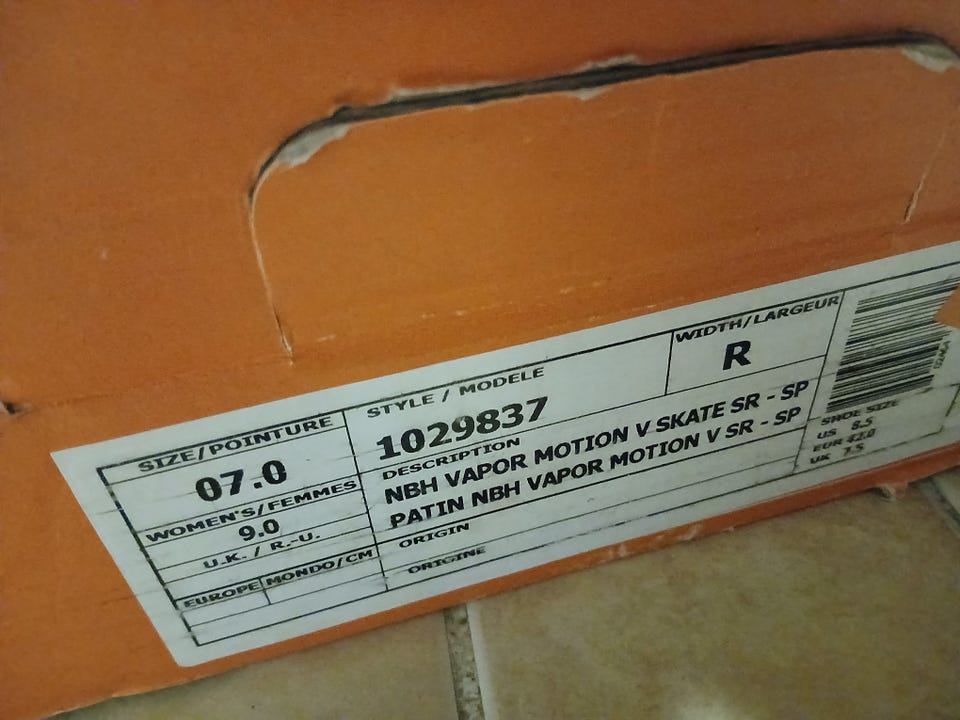 SIZE/POINTURE
07.0
WOMEN'S/FEMMES
9.0
U.K. / R.-U.
EUROPE
MONDO/CM
STYLE / MODELE
1029837
DESCRIPTION
NBH VAPOR MOTION V SKATE SR - SP
PATIN NBH VAPOR MOTION V SR - SP
ORIGIN
ORIGINE
WIDTH/LARGEUR
R
SHOE SIZE
US 8.5
EUR 42.0
UK 7.5